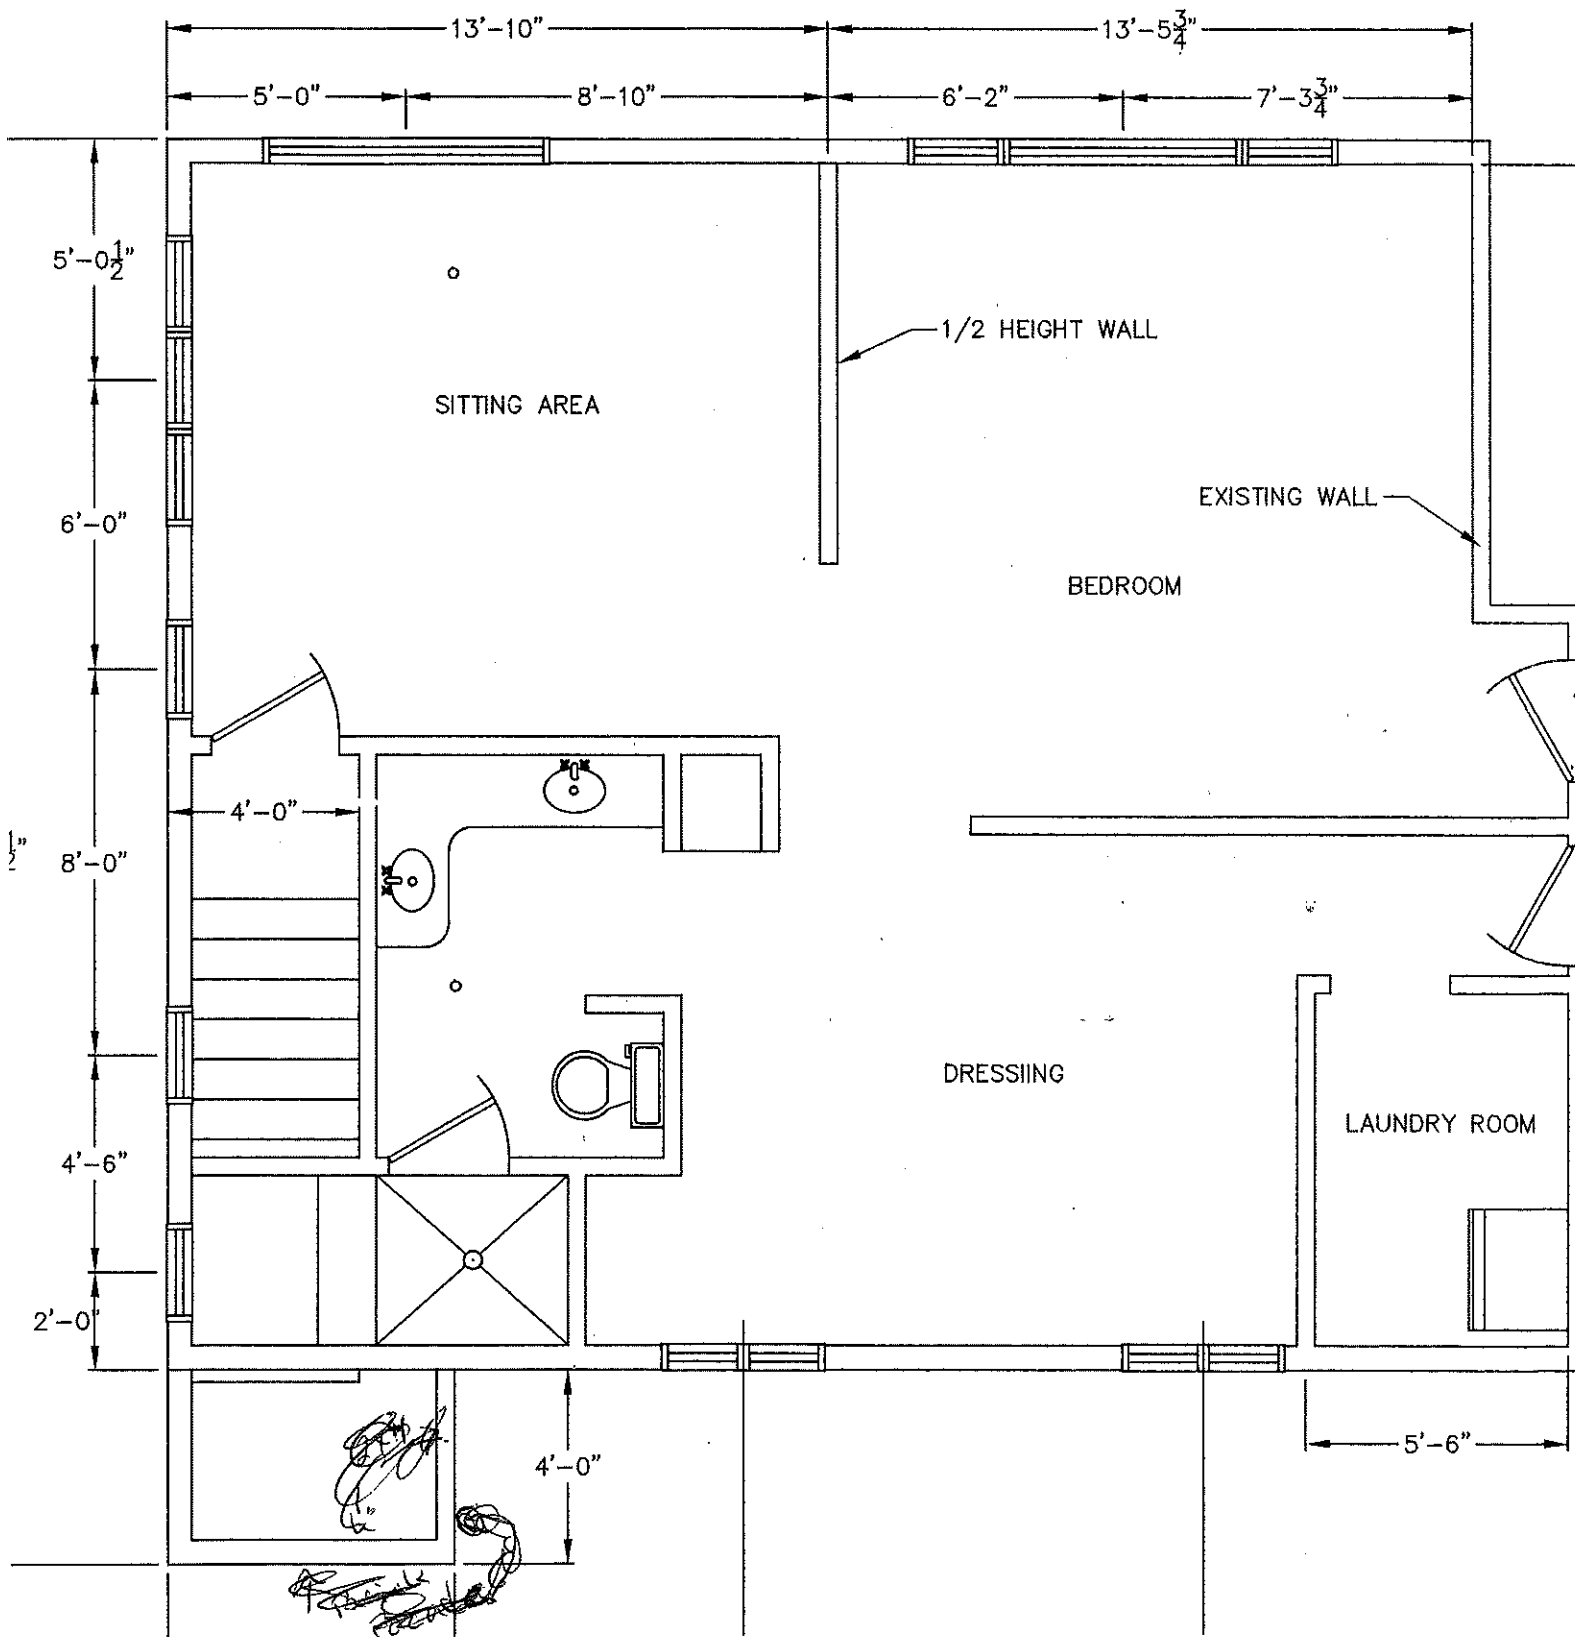 13'-10" 13'-5 3/4"
5'-0" 8'-10" 6'-2" 7'-3 3/4"
5'-0 1/2"
1/2 HEIGHT WALL
SITTING AREA
EXISTING WALL
6'-0"
BEDROOM
4'-0"
1/2" 8'-0"
DRESSIING
LAUNDRY ROOM
4'-6"
2'-0"
5'-6"
4'-0"